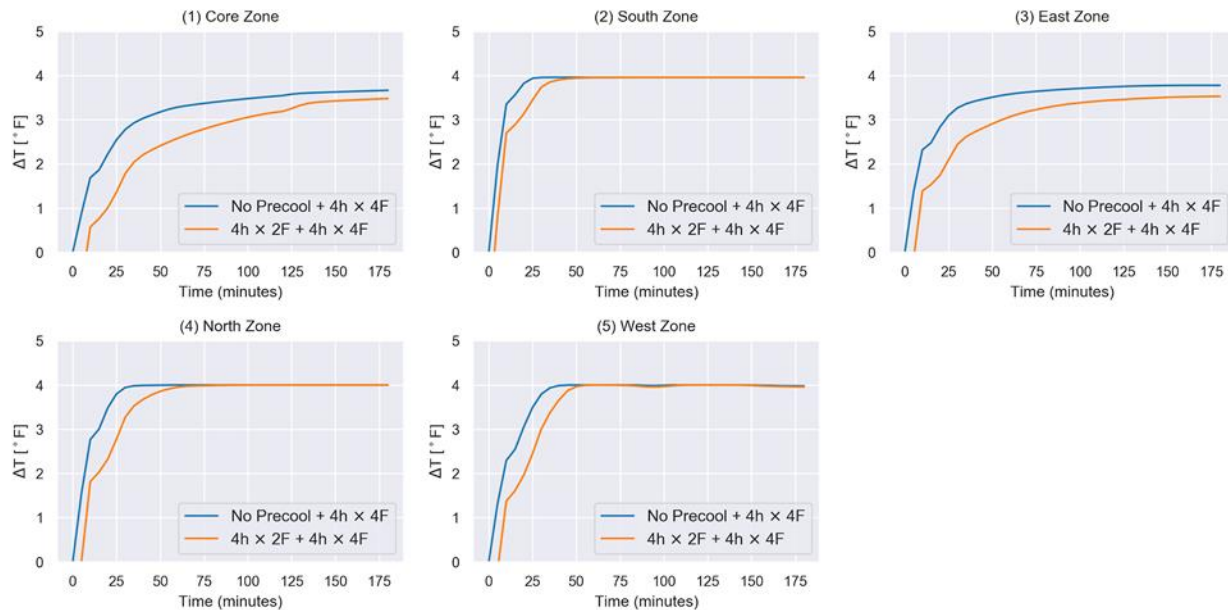 (1) Core Zone
5
4
3
2
1
0
ΔT [° F]
No Precool + 4h × 4F
4h × 2F + 4h × 4F
0 25 50 75 100 125 150 175
Time (minutes)
(2) South Zone
5
4
3
2
1
0
ΔT [° F]
No Precool + 4h × 4F
4h × 2F + 4h × 4F
0 25 50 75 100 125 150 175
Time (minutes)
(3) East Zone
5
4
3
2
1
0
ΔT [° F]
No Precool + 4h × 4F
4h × 2F + 4h × 4F
0 25 50 75 100 125 150 175
Time (minutes)
(4) North Zone
5
4
3
2
1
0
ΔT [° F]
No Precool + 4h × 4F
4h × 2F + 4h × 4F
0 25 50 75 100 125 150 175
Time (minutes)
(5) West Zone
5
4
3
2
1
0
ΔT [° F]
No Precool + 4h × 4F
4h × 2F + 4h × 4F
0 25 50 75 100 125 150 175
Time (minutes)